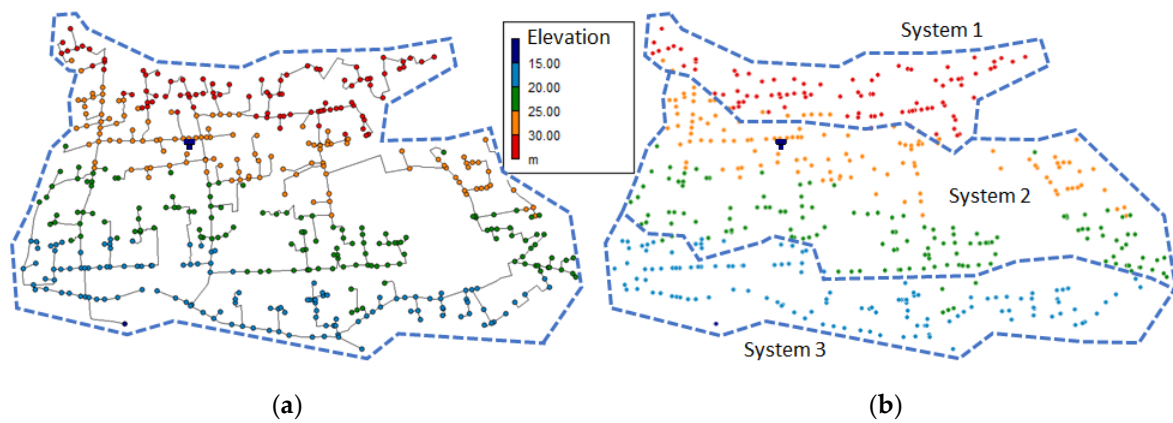 Elevation
15.00
20.00
25.00
30.00
m
System 1
System 2
System 3
(a)
(b)